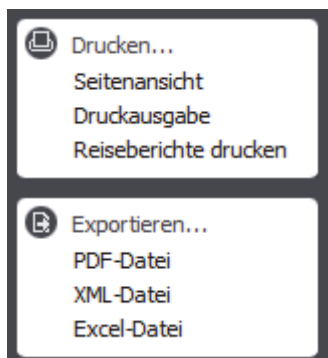 Drucken...
Seitenansicht
Druckausgabe
Reiseberichte drucken
Exportieren...
PDF-Datei
XML-Datei
Excel-Datei